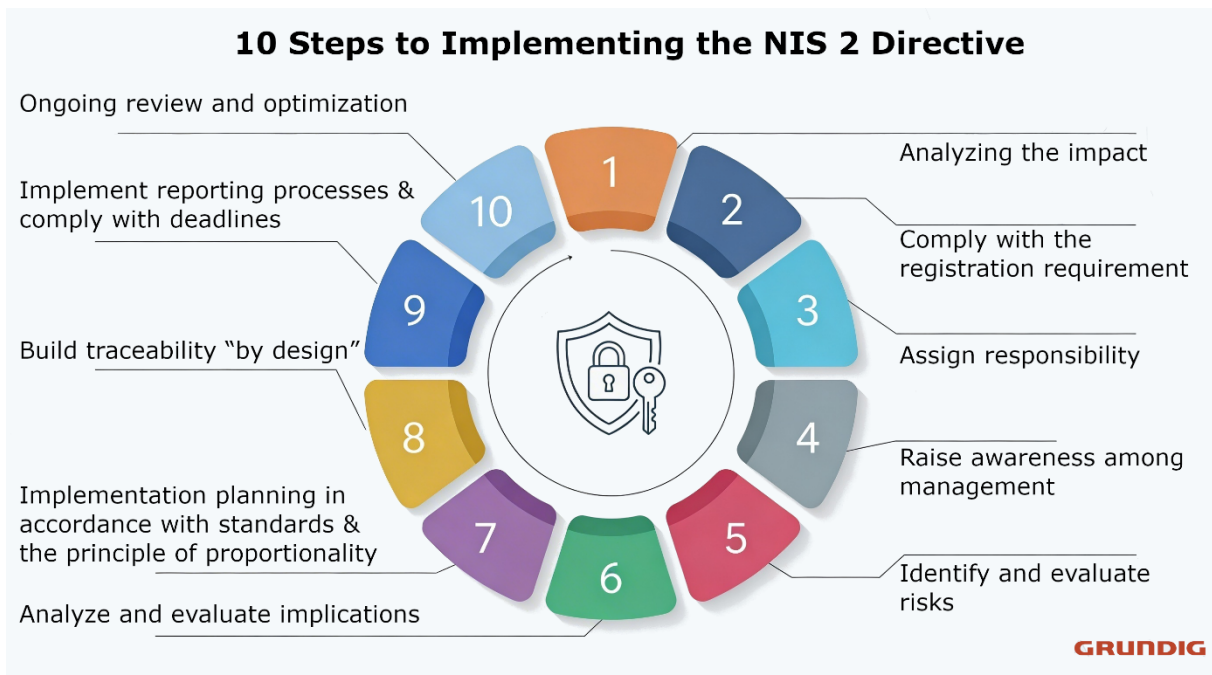 10 Steps to Implementing the NIS 2 Directive
1
Analyzing the impact
2
Comply with the
registration requirement
3
Assign responsibility
4
Raise awareness among
management
5
Identify and evaluate
risks
6
Analyze and evaluate implications
7
Implementation planning in
accordance with standards &
the principle of proportionality
8
Build traceability “by design”
9
Implement reporting processes &
comply with deadlines
10
Ongoing review and optimization
GRUNDIG